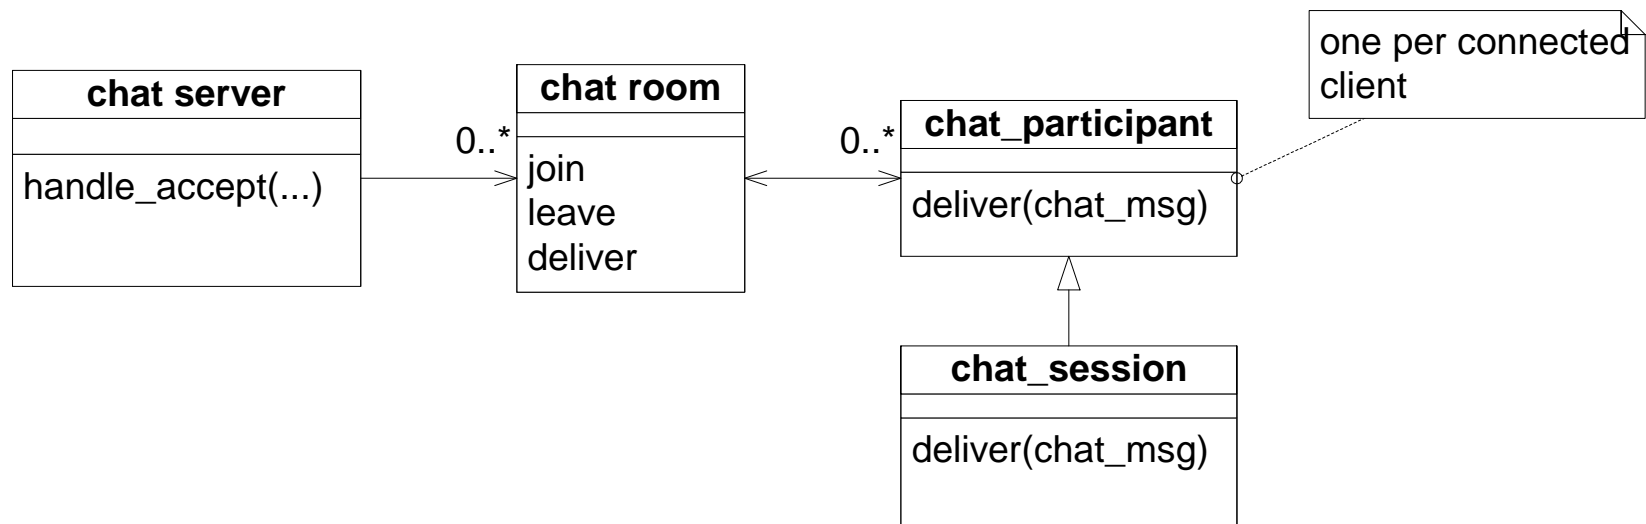 chat server
handle_accept(...)
0..*
chat room
join
leave
deliver
0..*
chat_participant
deliver(chat_msg)
one per connected
client
chat_session
deliver(chat_msg)